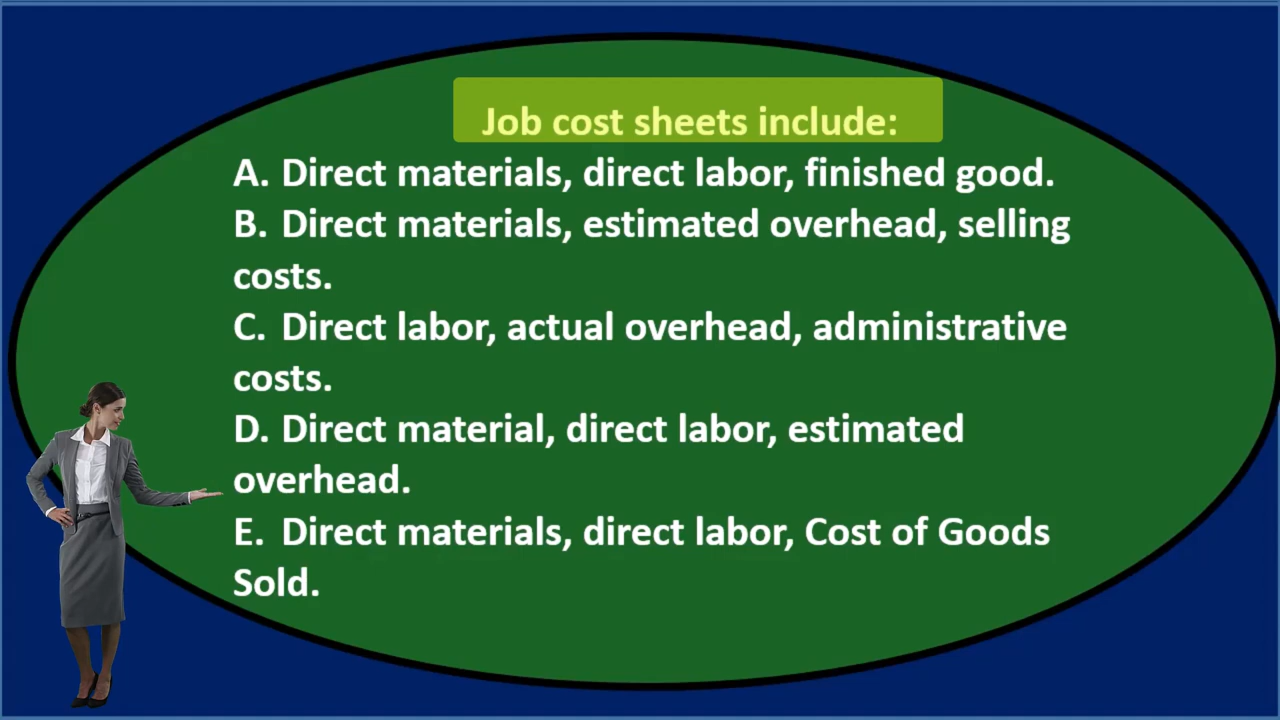 Job cost sheets include:
A. Direct materials, direct labor, finished good.
B. Direct materials, estimated overhead, selling
costs.
C. Direct labor, actual overhead, administrative
costs.
D. Direct material, direct labor, estimated
overhead.
E. Direct materials, direct labor, Cost of Goods
Sold.